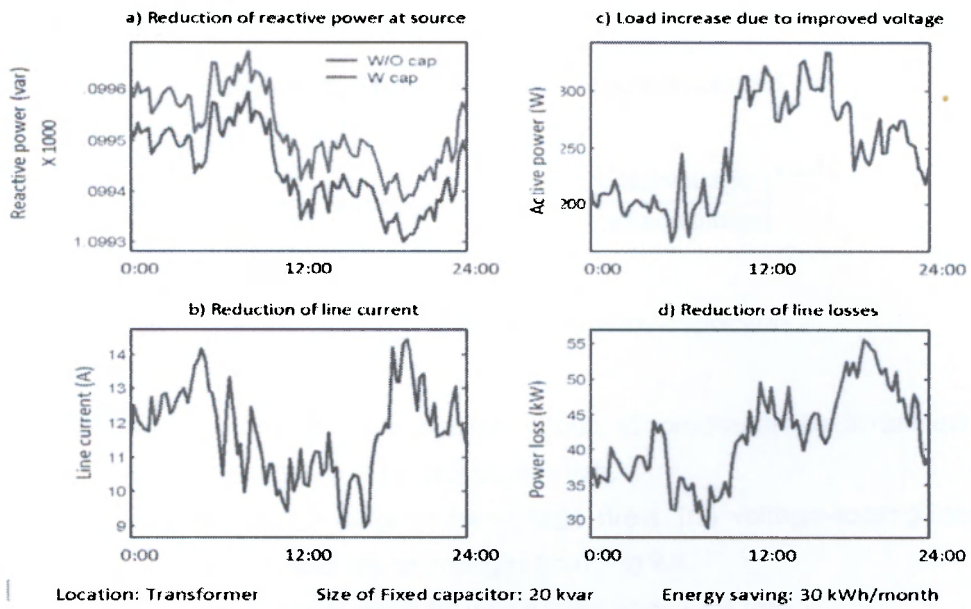 a) Reduction of reactive power at source
Reactive power (var)
X 1000
.0996
.0995
.0994
1.0993
W/O cap
W cap
0:00
12:00
24:00
c) Load increase due to improved voltage
Active power (W)
300
250
200
0:00
12:00
24:00
b) Reduction of line current
Line current (A)
14
13
12
11
10
9
0:00
12:00
24:00
d) Reduction of line losses
Power loss (kW)
55
50
45
40
35
30
0:00
12:00
24:00
Location: Transformer Size of Fixed capacitor: 20 kvar Energy saving: 30 kWh/month